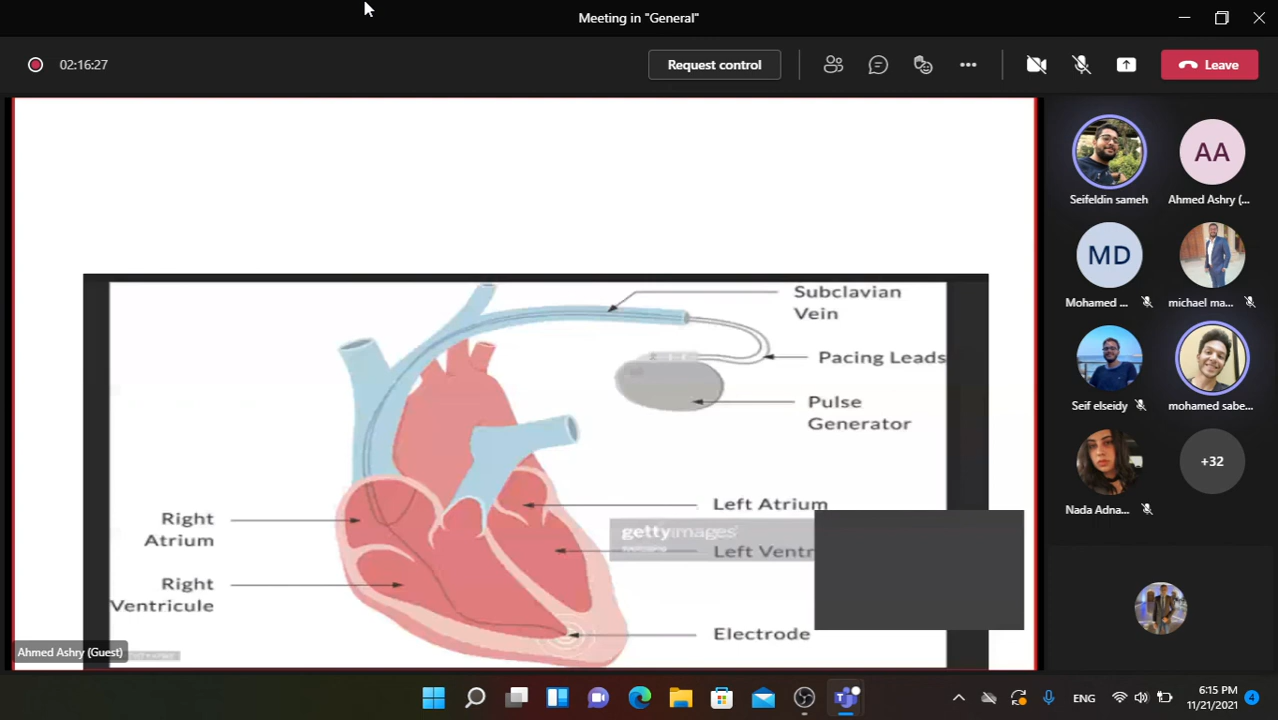 Meeting in "General"
02:16:27
Request control
Leave
Seifeldin sameh
AA
Ahmed Ashry (...
MD
Mohamed ...
michael ma...
Seif elseidy
mohamed sabe...
Nada Adna...
+32
Subclavian
Vein
Pacing Leads
Pulse
Generator
Left Atrium
gettyimages
Left Ventr
Right
Atrium
Right
Ventricule
Electrode
Ahmed Ashry (Guest)
ENG
6:15 PM
11/21/2021
4